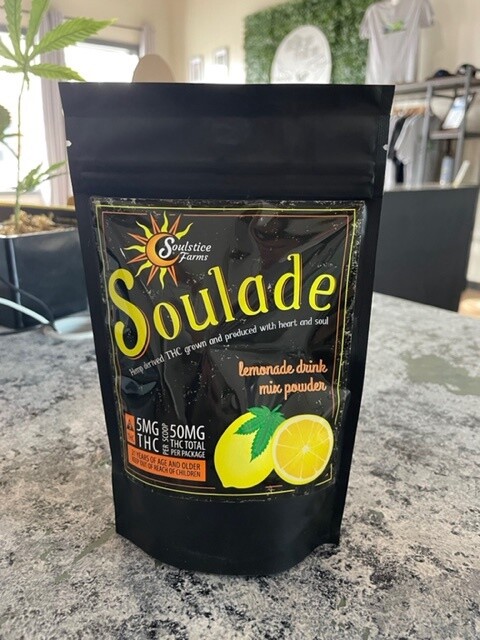 Soulstice
Farms
Soulade
Hemp derived THC grown and produced with heart and soul
lemonade drink
mix powder
5MG
THC
PER SCOOP
50MG
THC TOTAL
PER PACKAGE
21 YEARS OF AGE AND OLDER
KEEP OUT OF REACH OF CHILDREN